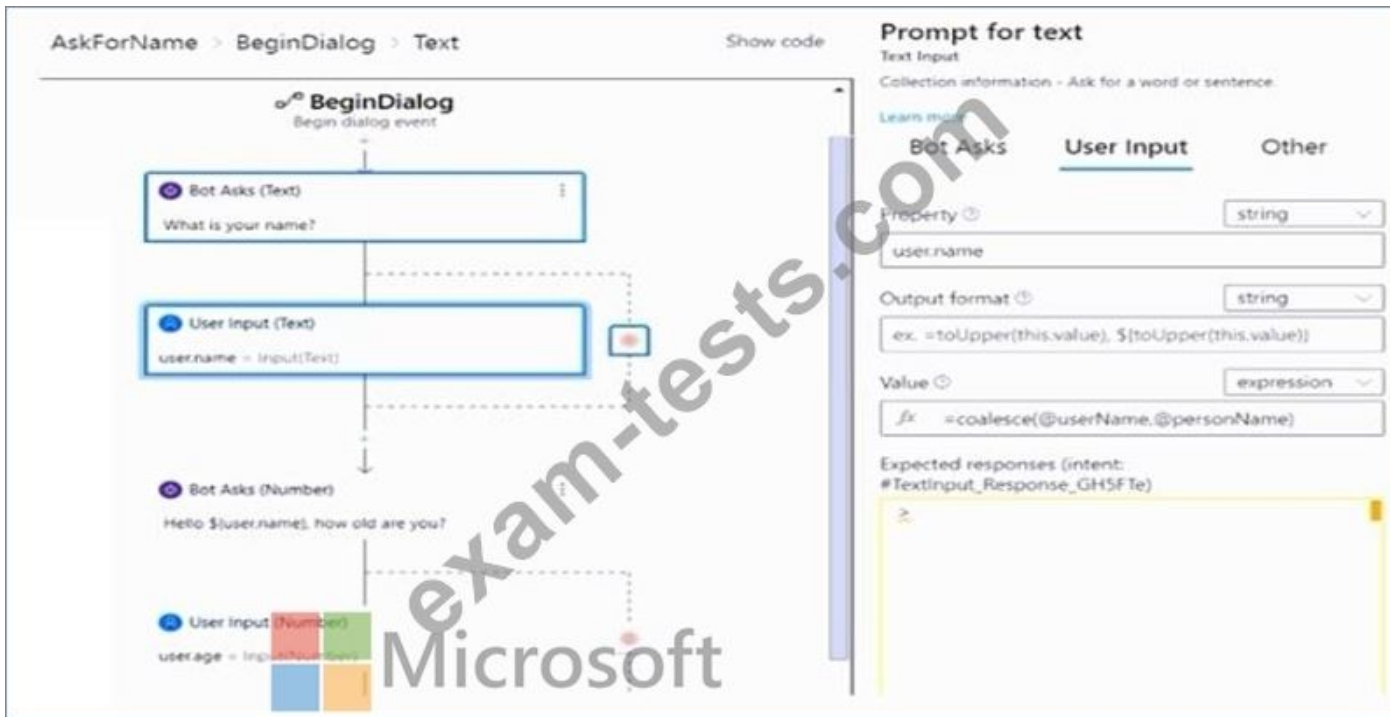 AskForName > BeginDialog > Text
Show code
BeginDialog
Begin dialog event
Bot Asks (Text)
What is your name?
User Input (Text)
user.name = Input(Text)
Bot Asks (Number)
Hello ${user.name}, how old are you?
User Input (Number)
user.age = Input(Number)
Prompt for text
Text Input
Collection information - Ask for a word or sentence.
Learn more
Bot Asks User Input Other
Property string
user.name
Output format string
ex. =toUpper(this.value), ${toUpper(this.value)}
Value expression
fx =coalesce(@userName,@personName)
Expected responses (intent:
#TextInput_Response_GH5FTe)
>
exam-tests.com
Microsoft